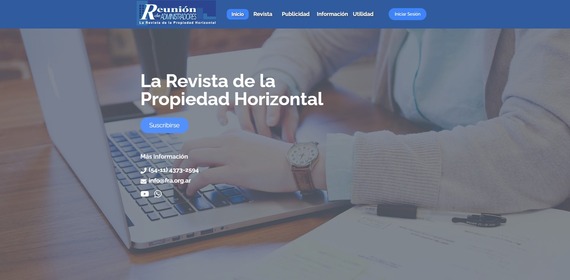 Reunión
de ADMINISTRADORES
La Revista de la Propiedad Horizontal
Inicio
Revista
Publicidad
Información
Utilidad
Iniciar Sesión
La Revista de la
Propiedad Horizontal
Suscribirse
Más información
(54-11) 4373-2594
info@fra.org.ar